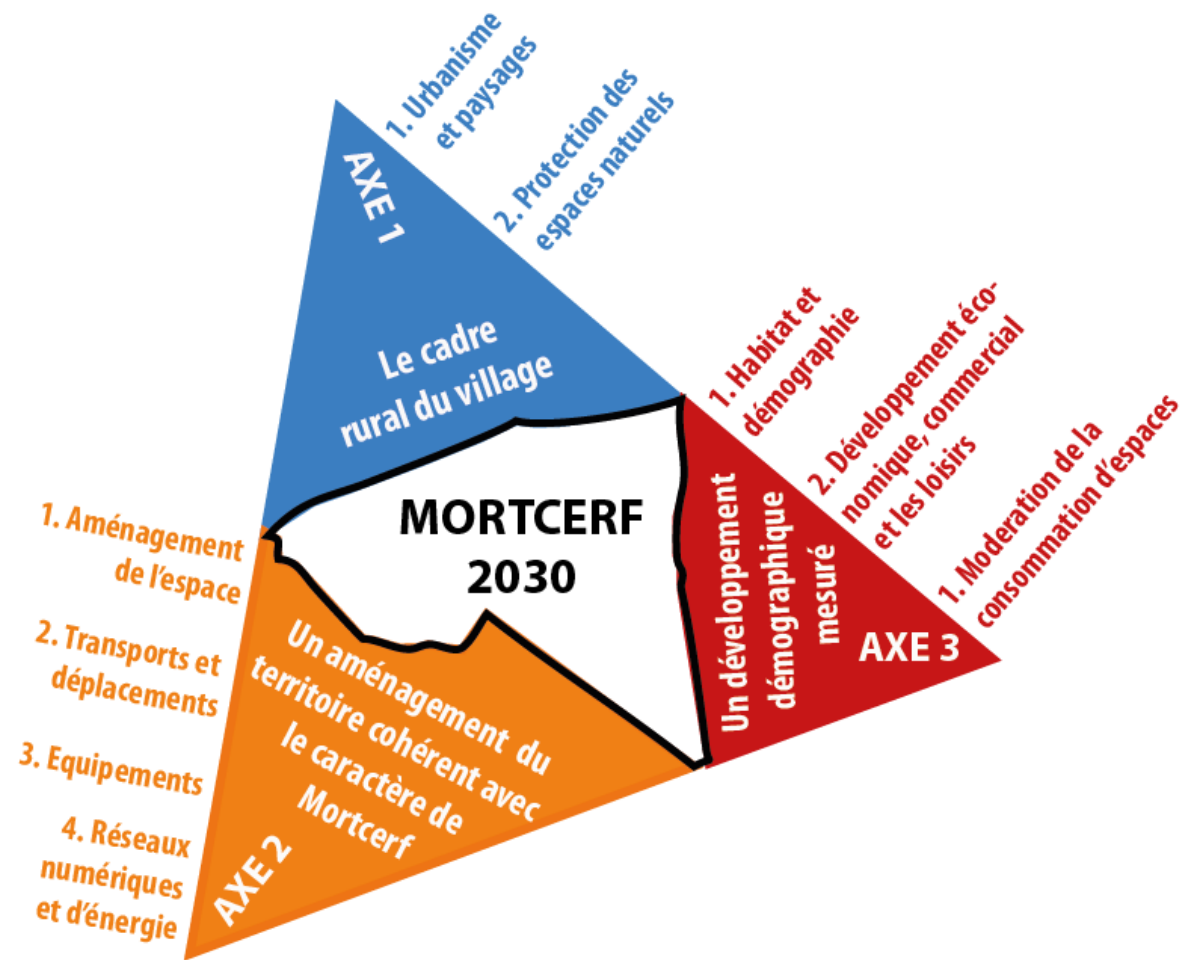 1. Urbanisme
et paysages
2. Protection des
espaces naturels
AXE 1
Le cadre
rural du village
MORTCERF
2030
1. Habitat et
démographie
2. Développement éco-
nomique, commercial
et les loisirs
1. Moderation de la
consommation d'espaces
Un développement
démographique
mesuré
AXE 3
1. Aménagement
de l'espace
2. Transports et
déplacements
3. Equipements
4. Réseaux
numériques
et d'énergie
Un aménagement du
territoire cohérent avec
le caractère de
Mortcerf
AXE 2